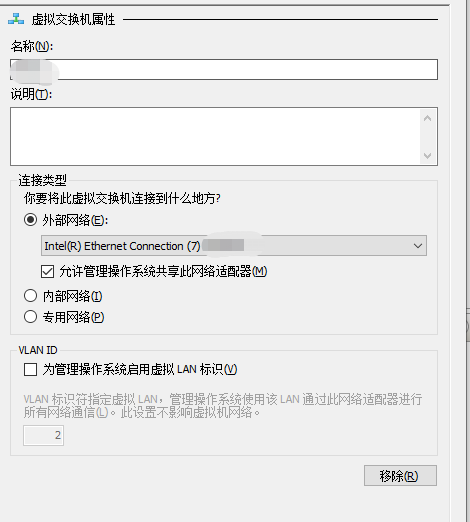 虚拟交换机属性
名称(N):
说明(T):
连接类型
你要将此虚拟交换机连接到什么地方?
外部网络(E):
Intel(R) Ethernet Connection (7)
允许管理操作系统共享此网络适配器(M)
内部网络(I)
专用网络(P)
VLAN ID
为管理操作系统启用虚拟 LAN 标识(V)
VLAN 标识符指定虚拟 LAN，管理操作系统使用该 LAN 通过此网络适配器进行
所有网络通信(L)。此设置不影响虚拟机网络。
2
移除(R)